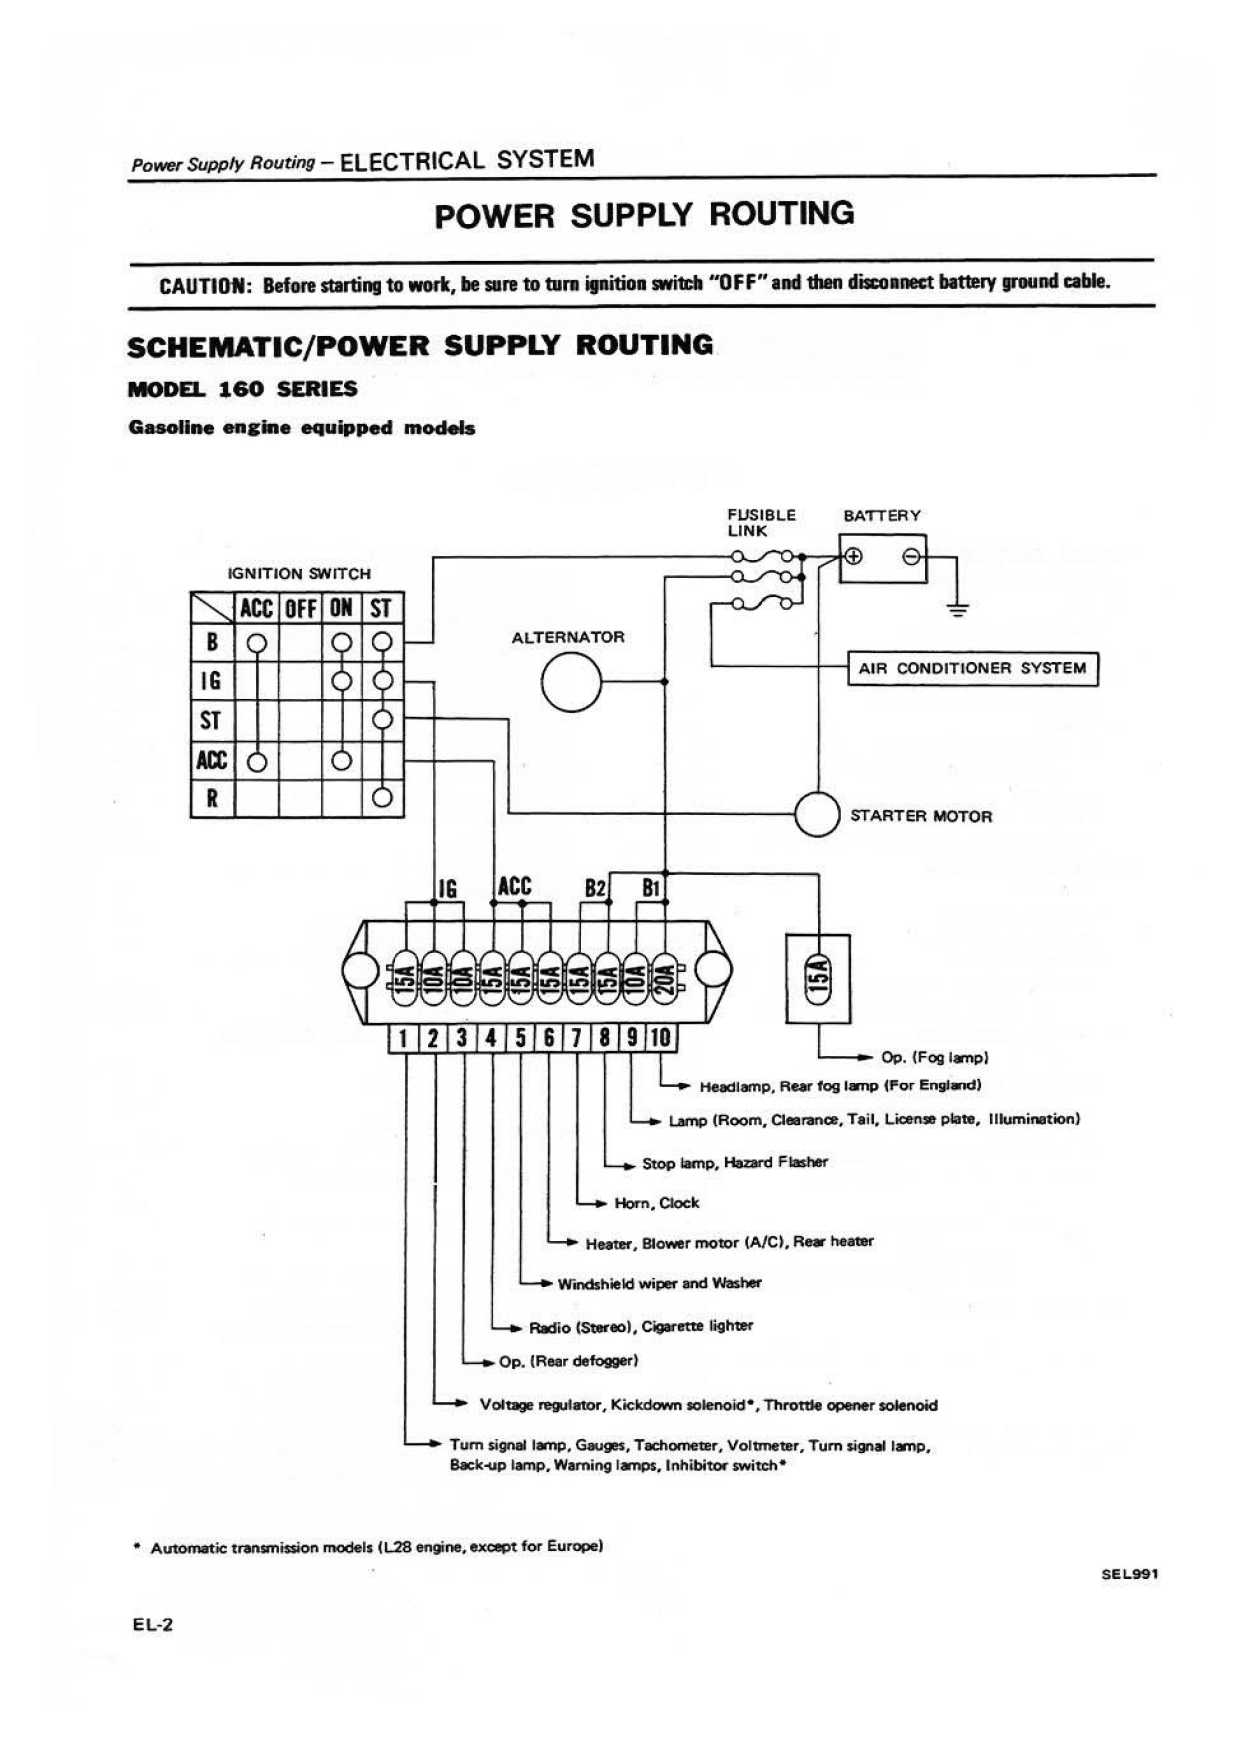 Power Supply Routing – ELECTRICAL SYSTEM
POWER SUPPLY ROUTING
CAUTION: Before starting to work, be sure to turn ignition switch "OFF" and then disconnect battery ground cable.
SCHEMATIC/POWER SUPPLY ROUTING
MODEL 160 SERIES
Gasoline engine equipped models
FUSIBLE
LINK
BATTERY
IGNITION SWITCH
ACC OFF ON ST
B
IG
ST
ACC
R
ALTERNATOR
AIR CONDITIONER SYSTEM
STARTER MOTOR
IG ACC B2 B1
15A 10A 10A 15A 15A 15A 15A 15A 10A 20A
15A
1 2 3 4 5 6 7 8 9 10
Op. (Fog lamp)
Headlamp, Rear fog lamp (For England)
Lamp (Room, Clearance, Tail, License plate, Illumination)
Stop lamp, Hazard Flasher
Horn, Clock
Heater, Blower motor (A/C), Rear heater
Windshield wiper and Washer
Radio (Stereo), Cigarette lighter
Op. (Rear defogger)
Voltage regulator, Kickdown solenoid*, Throttle opener solenoid
Turn signal lamp, Gauges, Tachometer, Voltmeter, Turn signal lamp,
Back-up lamp, Warning lamps, Inhibitor switch*
* Automatic transmission models (L28 engine, except for Europe)
SEL991
EL-2